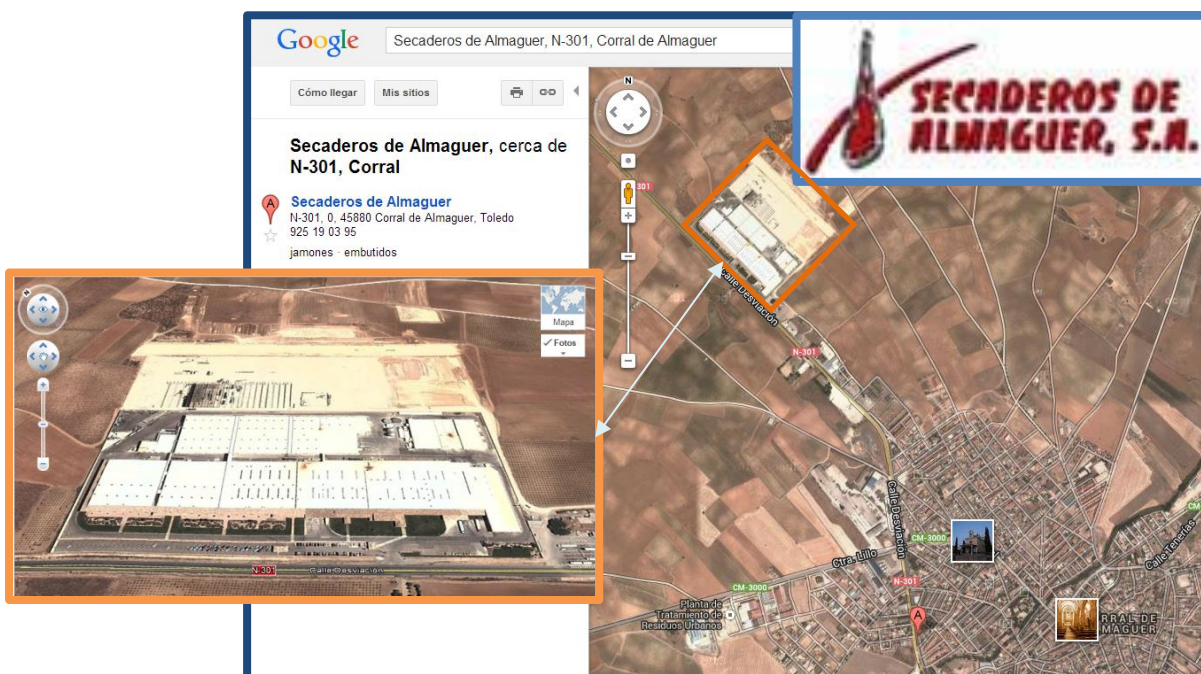 Google
Secaderos de Almaguer, N-301, Corral de Almaguer
SECADEROS DE
ALMAGUER, S.A.
Cómo llegar
Mis sitios
N
Secaderos de Almaguer, cerca de
N-301, Corral
A
Secaderos de Almaguer
N-301, 0, 45880 Corral de Almaguer, Toledo
925 19 03 95
jamones · embutidos
301
Calle Desviación
N-301
Mapa
Fotos
N-301
Calle Desviación
Calle Desviación
CM-3000
Ctra. Lillo
CM-3000
N-301
Planta de
Tratamiento de
Residuos Urbanos
A
Calle Tenerías
CM
RRAL DE
MAGUER